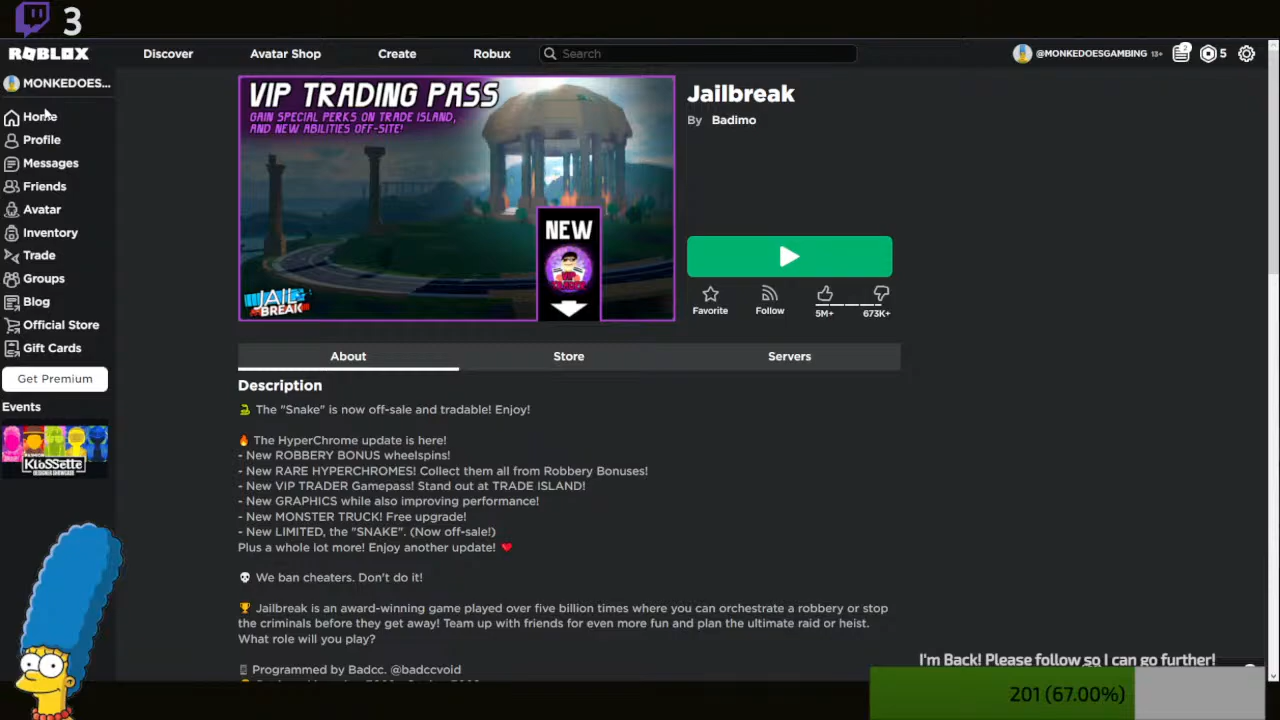 3
ROBLOX
Discover
Avatar Shop
Create
Robux
Search
@MONKEDOESGAMBING 13+
2
5
MONKEDOES...
Home
Profile
Messages
Friends
Avatar
Inventory
Trade
Groups
Blog
Official Store
Gift Cards
Get Premium
Events
KLOSSETTE
DESIGNER SHOWCASE
VIP TRADING PASS
GAIN SPECIAL PERKS ON TRADE ISLAND,
AND NEW ABILITIES OFF-SITE!
NEW
JAIL
BREAK
Jailbreak
By Badimo
Favorite
Follow
5M+
673K+
About
Store
Servers
Description
🐍 The "Snake" is now off-sale and tradable! Enjoy!
🔥 The HyperChrome update is here!
- New ROBBERY BONUS wheelspins!
- New RARE HYPERCHROMES! Collect them all from Robbery Bonuses!
- New VIP TRADER Gamepass! Stand out at TRADE ISLAND!
- New GRAPHICS while also improving performance!
- New MONSTER TRUCK! Free upgrade!
- New LIMITED, the "SNAKE". (Now off-sale!)
Plus a whole lot more! Enjoy another update! ❤️
💀 We ban cheaters. Don't do it!
🏆 Jailbreak is an award-winning game played over five billion times where you can orchestrate a robbery or stop
the criminals before they get away! Team up with friends for even more fun and plan the ultimate raid or heist.
What role will you play?
Programmed by Badcc. @badccvoid
I'm Back! Please follow so I can go further!
201 (67.00%)